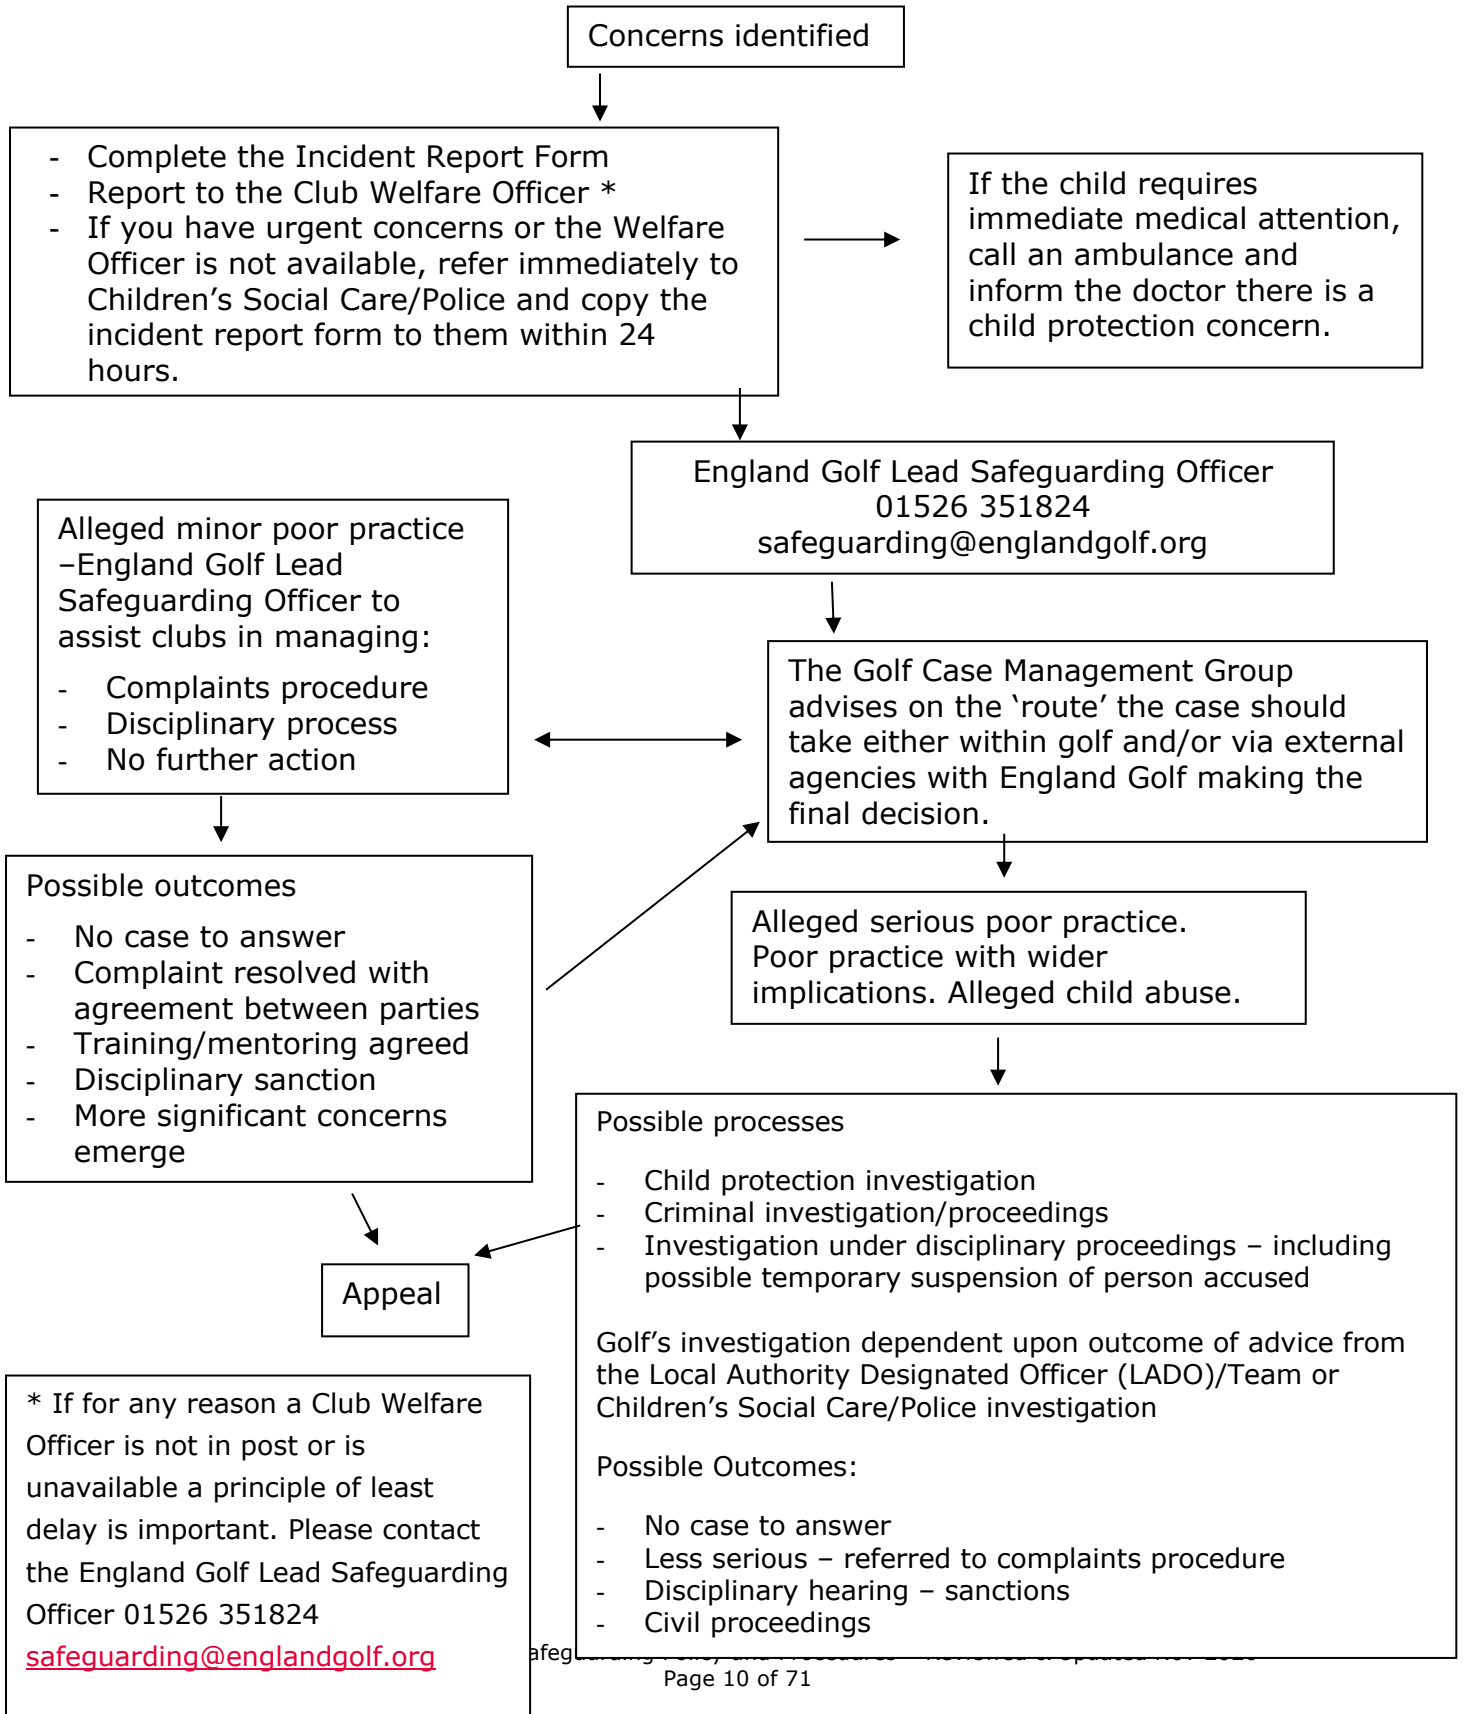 Concerns identified
- Complete the Incident Report Form
- Report to the Club Welfare Officer *
- If you have urgent concerns or the Welfare
Officer is not available, refer immediately to
Children’s Social Care/Police and copy the
incident report form to them within 24
hours.
If the child requires
immediate medical attention,
call an ambulance and
inform the doctor there is a
child protection concern.
England Golf Lead Safeguarding Officer
01526 351824
safeguarding@englandgolf.org
Alleged minor poor practice
–England Golf Lead
Safeguarding Officer to
assist clubs in managing:
- Complaints procedure
- Disciplinary process
- No further action
The Golf Case Management Group
advises on the ‘route’ the case should
take either within golf and/or via external
agencies with England Golf making the
final decision.
Possible outcomes
- No case to answer
- Complaint resolved with
agreement between parties
- Training/mentoring agreed
- Disciplinary sanction
- More significant concerns
emerge
Alleged serious poor practice.
Poor practice with wider
implications. Alleged child abuse.
Possible processes
- Child protection investigation
- Criminal investigation/proceedings
- Investigation under disciplinary proceedings – including
possible temporary suspension of person accused
Golf’s investigation dependent upon outcome of advice from
the Local Authority Designated Officer (LADO)/Team or
Children’s Social Care/Police investigation
Possible Outcomes:
- No case to answer
- Less serious – referred to complaints procedure
- Disciplinary hearing – sanctions
- Civil proceedings
Appeal
* If for any reason a Club Welfare
Officer is not in post or is
unavailable a principle of least
delay is important. Please contact
the England Golf Lead Safeguarding
Officer 01526 351824
safeguarding@englandgolf.org
Page 10 of 71